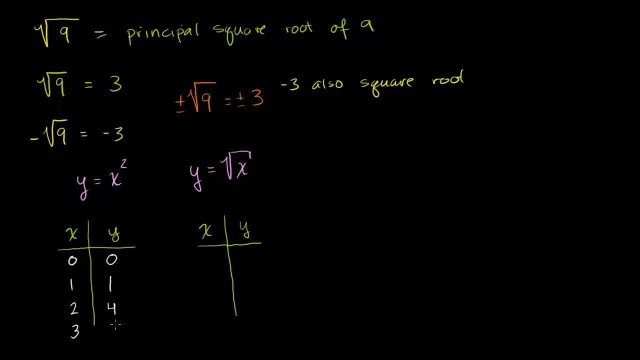 √9 = principal square root of 9
√9 = 3
±√9 = ±3
-3 also square root
-√9 = -3
y = x²
y = √x
x y
0 0
1 1
2 4
3
x y